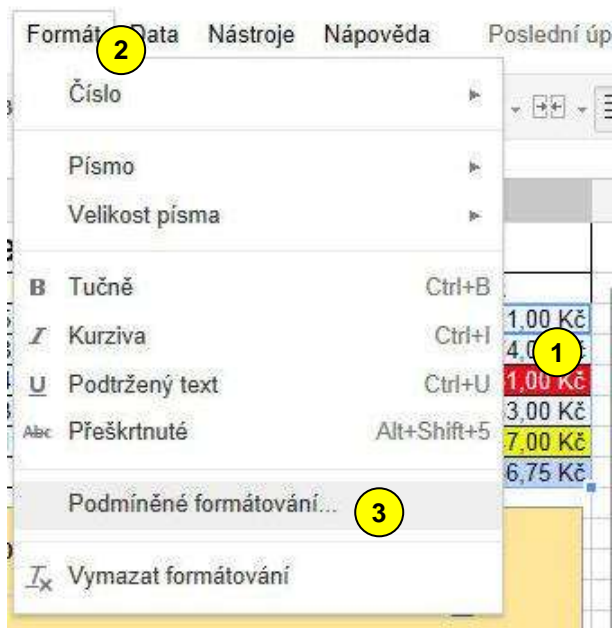 Formát Data Nástroje Nápověda Poslední úp
2
Číslo
Písmo
Velikost písma
B Tučně Ctrl+B
I Kurziva Ctrl+I
U Podtržený text Ctrl+U
Abc Přeškrtnuté Alt+Shift+5
Podmíněné formátování...
3
Vymazat formátování
1,00 Kč
4,0
1
1,00 Kč
3,00 Kč
7,00 Kč
6,75 Kč